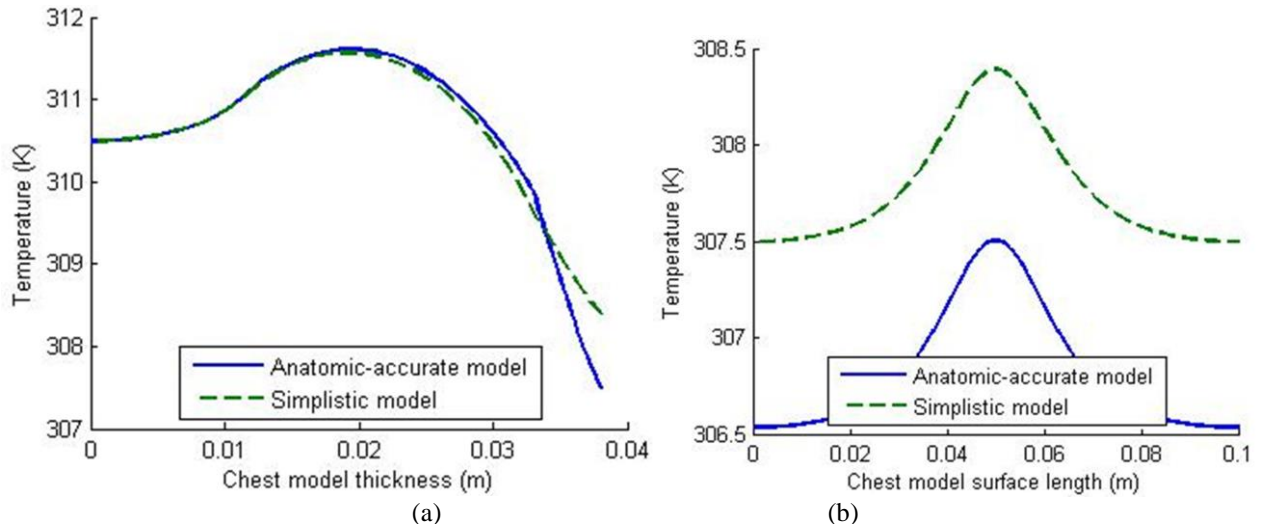 312
311
310
309
308
307
Temperature (K)
0
0.01
0.02
0.03
0.04
Chest model thickness (m)
Anatomic-accurate model
Simplistic model
(a)
308.5
308
307.5
307
306.5
Temperature (K)
0
0.02
0.04
0.06
0.08
0.1
Chest model surface length (m)
Anatomic-accurate model
Simplistic model
(b)